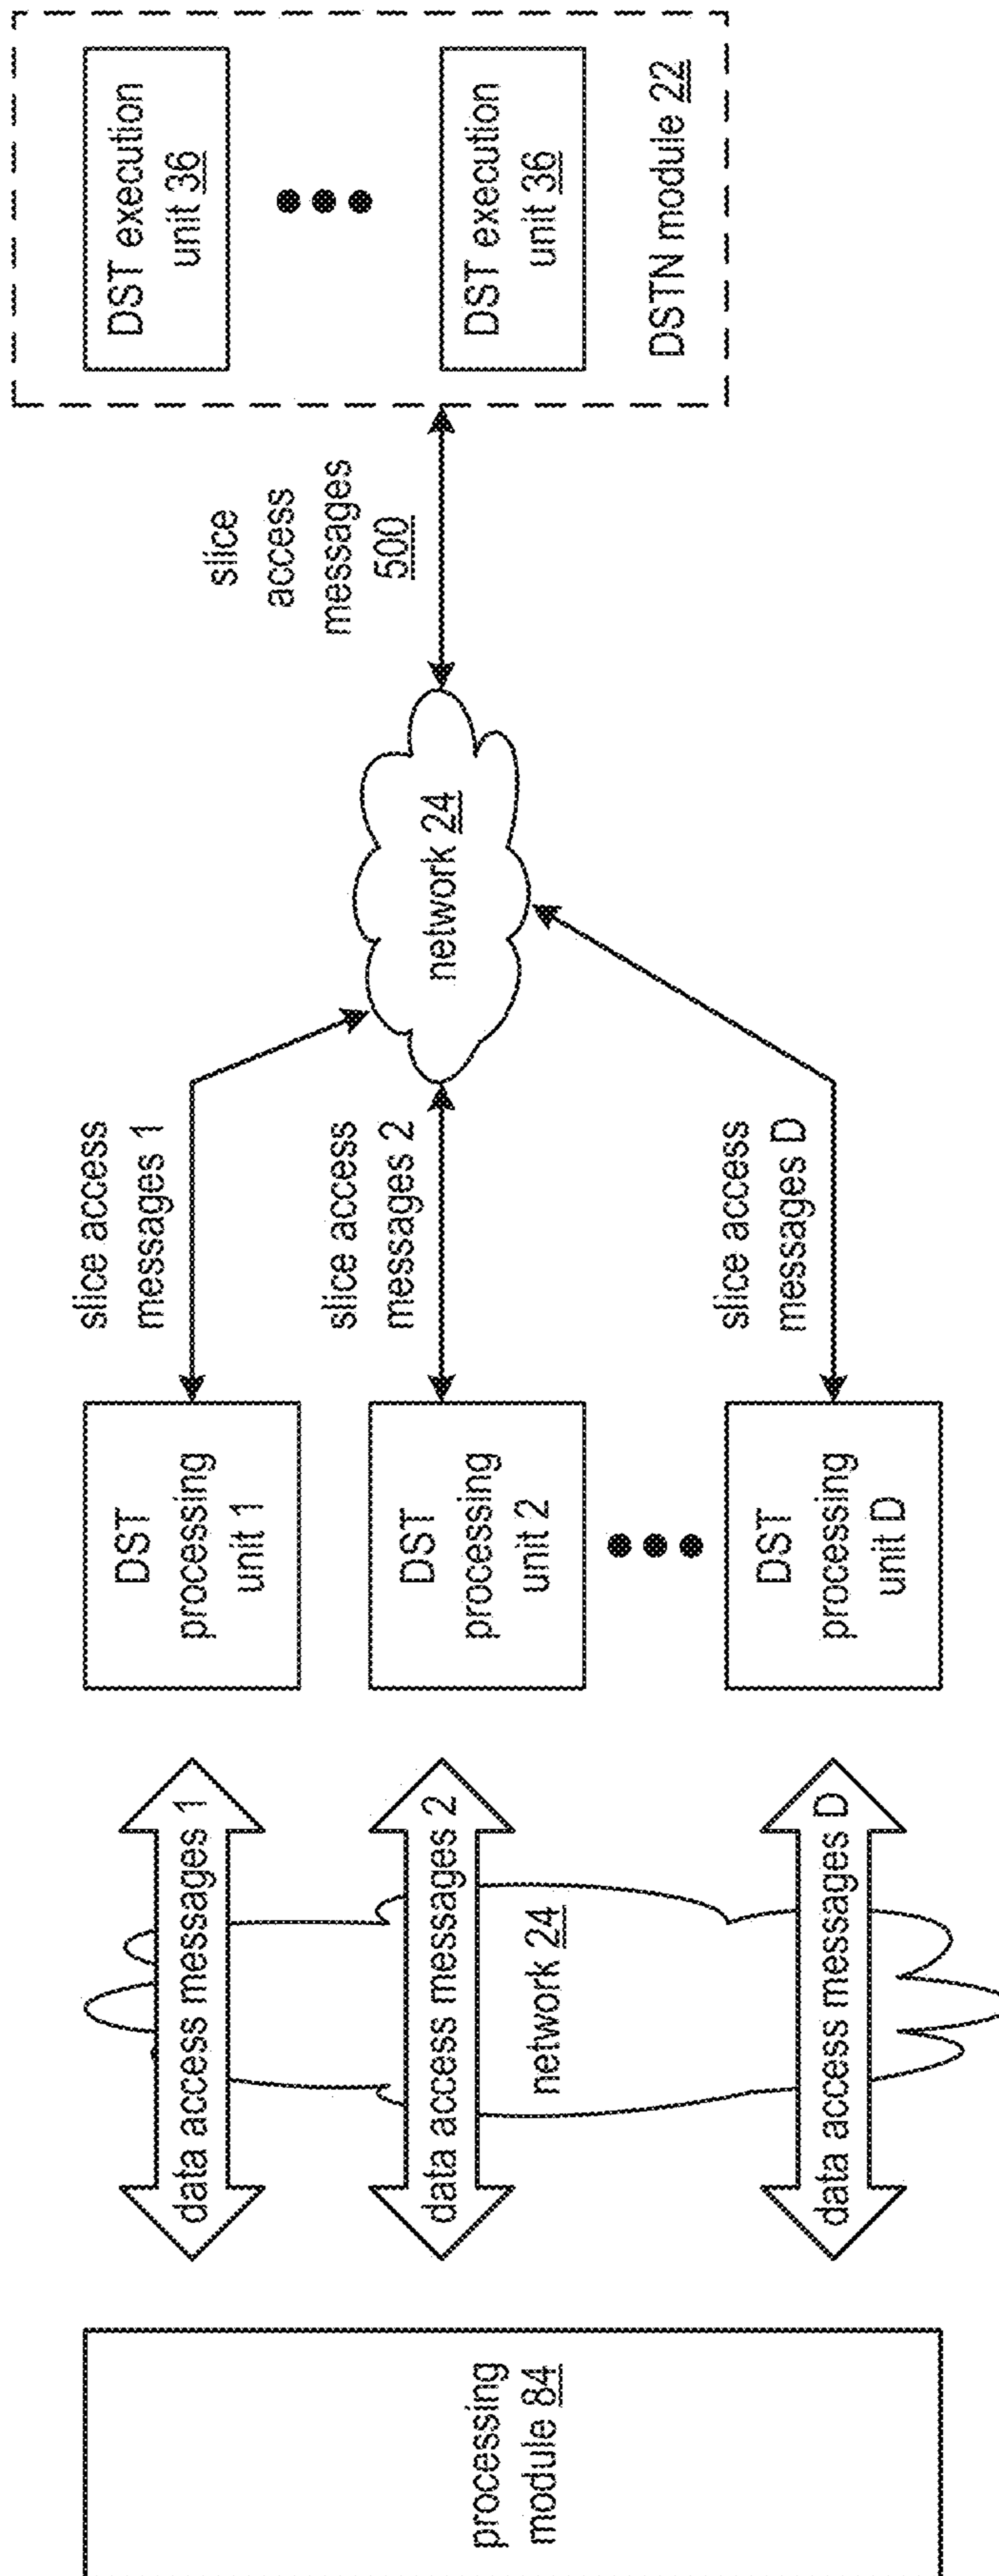 processing
module 84
data access messages 1
data access messages 2
network 24
data access messages D
DST
processing
unit 1
DST
processing
unit 2
DST
processing
unit D
slice access
messages 1
slice access
messages 2
slice access
messages D
network 24
slice
access
messages
500
DST execution
unit 36
DST execution
unit 36
DSTN module 22